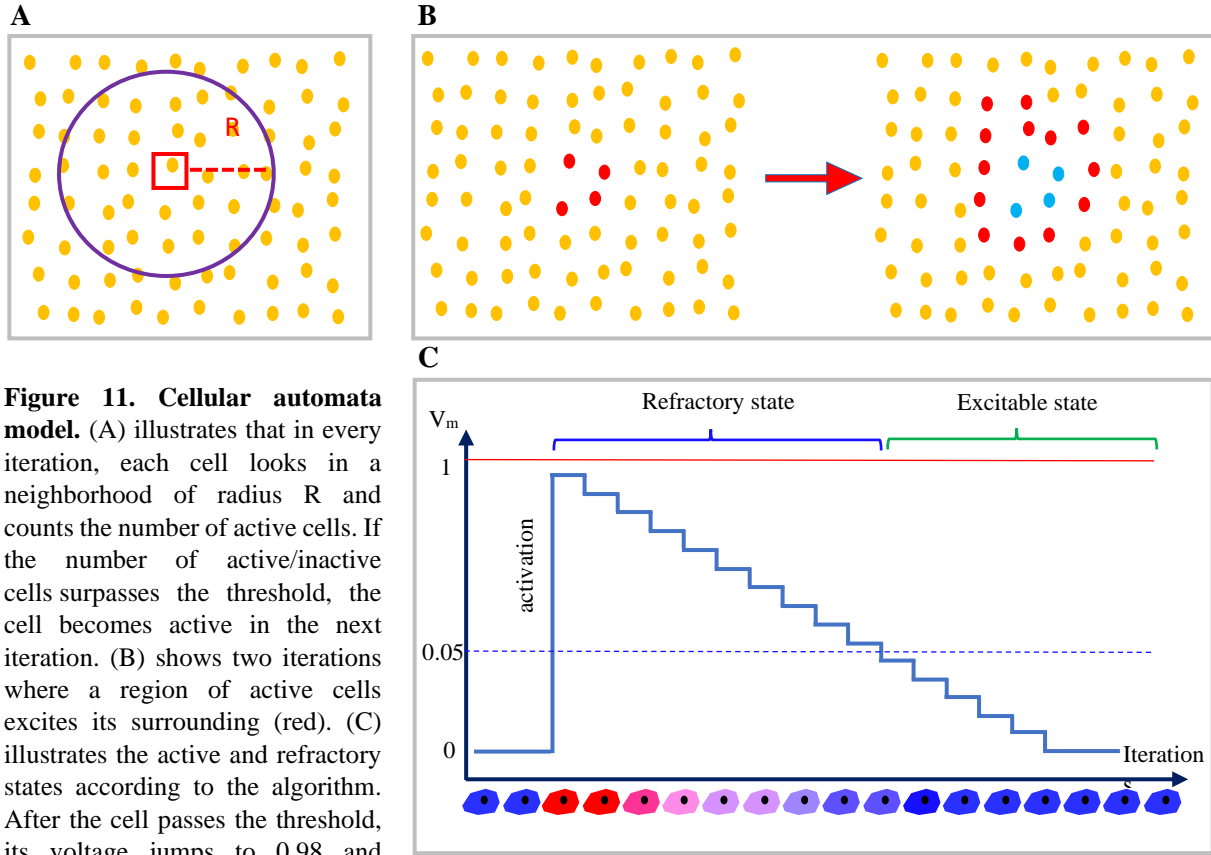 A
R
B
C
Figure 11. Cellular automata
model. (A) illustrates that in every
iteration, each cell looks in a
neighborhood of radius R and
counts the number of active cells. If
the number of active/inactive
cells surpasses the threshold, the
cell becomes active in the next
iteration. (B) shows two iterations
where a region of active cells
excites its surrounding (red). (C)
illustrates the active and refractory
states according to the algorithm.
After the cell passes the threshold,
its voltage jumps to 0.98 and
Refractory state
Excitable state
Vm
1
activation
0.05
0
Iteration
s